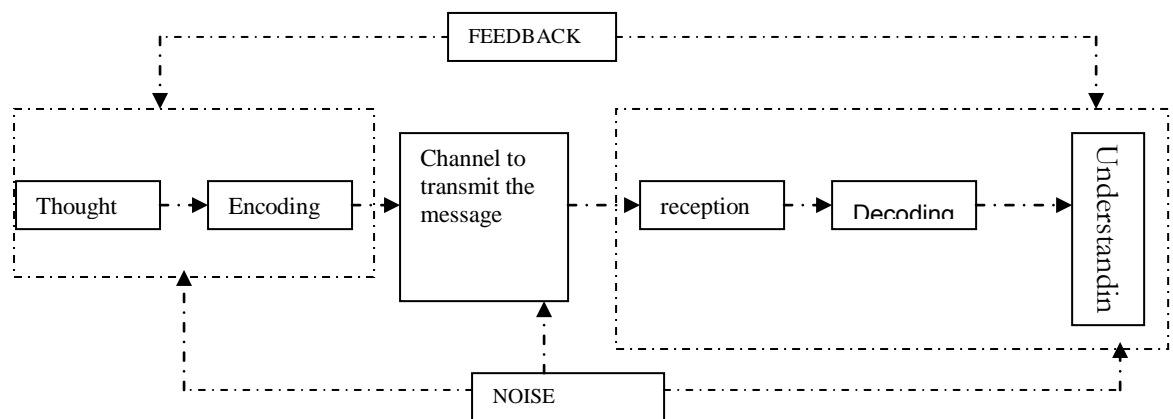 FEEDBACK
Thought
Encoding
Channel to
transmit the
message
reception
Decoding
Understandin
NOISE